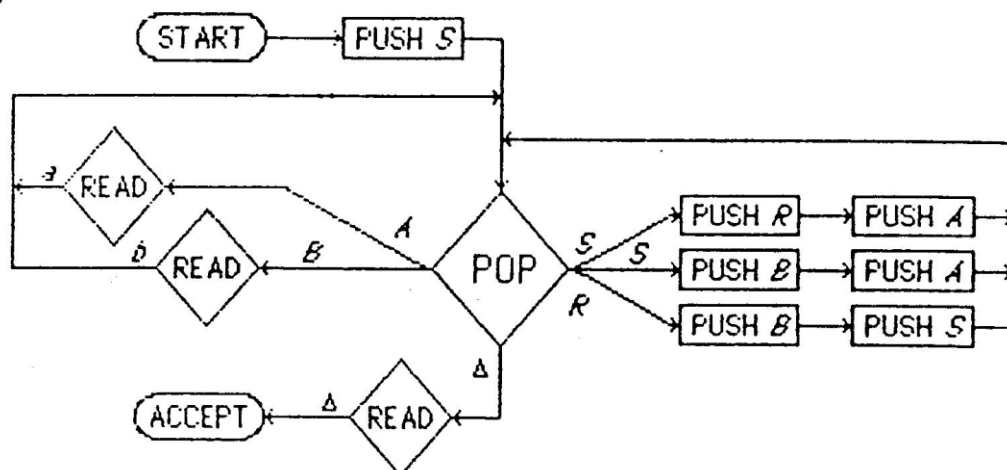 START
PUSH S
READ
A
S
PUSH R
PUSH A
READ
B
POP
S
PUSH B
PUSH A
R
PUSH B
PUSH S
Δ
ACCEPT
Δ
READ